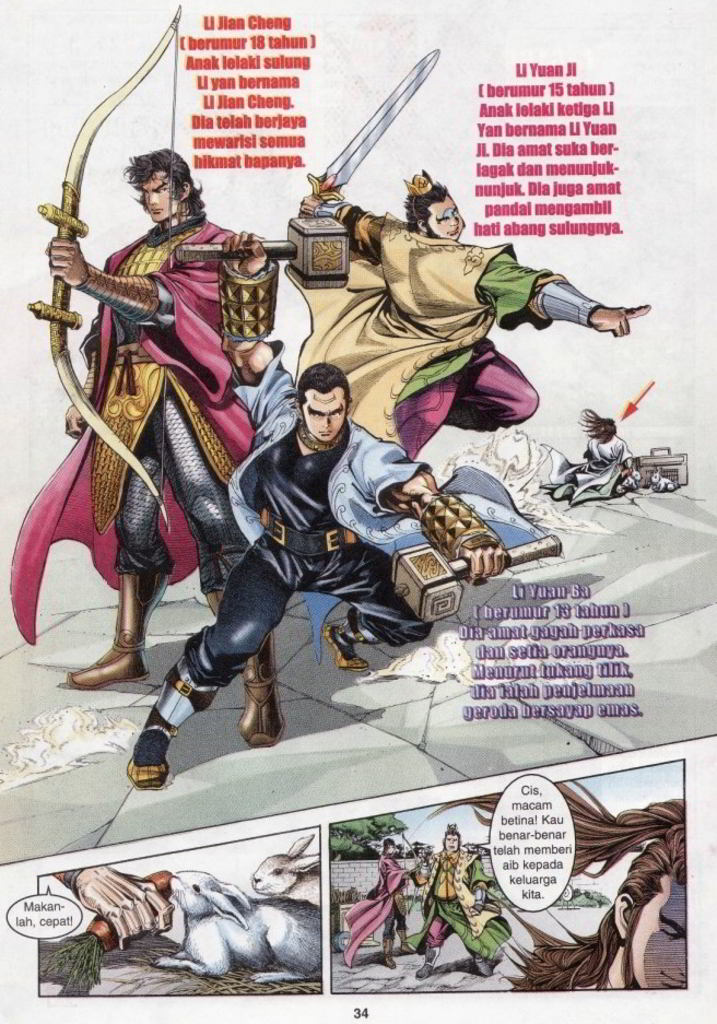 Li Jian Cheng
( berumur 18 tahun )
Anak lelaki sulung
Li yan bernama
Li Jian Cheng.
Dia telah berjaya
mewarisi semua
hikmat bapanya.
Li Yuan Ji
( berumur 15 tahun )
Anak lelaki ketiga Li
Yan bernama Li Yuan
Ji. Dia amat suka ber-
lagak dan menunjuk-
nunjuk. Dia juga amat
pandai mengambil
hati abang sulungnya.
Li Yuan Ba
( berumur 13 tahun )
Dia amat gagah perkasa
dan setia orangnya.
Menurut tukang tilik,
dia ialah penjelmaan
geroda bersayap emas.
Makan-
lah, cepat!
Cis,
macam
betina! Kau
benar-benar
telah memberi
aib kepada
keluarga
kita.
34